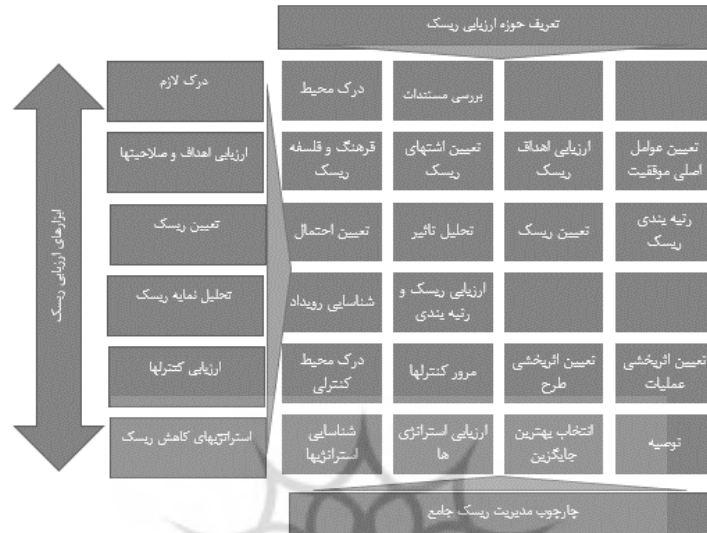 تعریف حوزه ارزیابی ریسک
درک لازم
درک محیط
بررسی مستندات
ارزیابی اهداف و صلاحیتها
فرهنگ و فلسفه
ریسک
تعیین اشتهای
ریسک
ارزیابی اهداف
ریسک
تعیین عوامل
اصلی موفقیت
تعیین ریسک
تعیین احتمال
تحلیل تاثیر
تعیین ریسک
رتبه بندی
ریسک
تحلیل نمایه ریسک
شناسایی رویداد
ارزیابی ریسک و
رتبه بندی
ارزیابی کنترلها
درک محیط
کنترلی
مرور کنترلها
تعیین اثربخشی
طرح
تعیین اثربخشی
عملیات
استراتژیهای کاهش ریسک
شناسایی
استراتژیها
ارزیابی استراتژی
ها
انتخاب بهترین
جایگزین
توصیه
ابزارهای ارزیابی ریسک
چارچوب مدیریت ریسک جامع